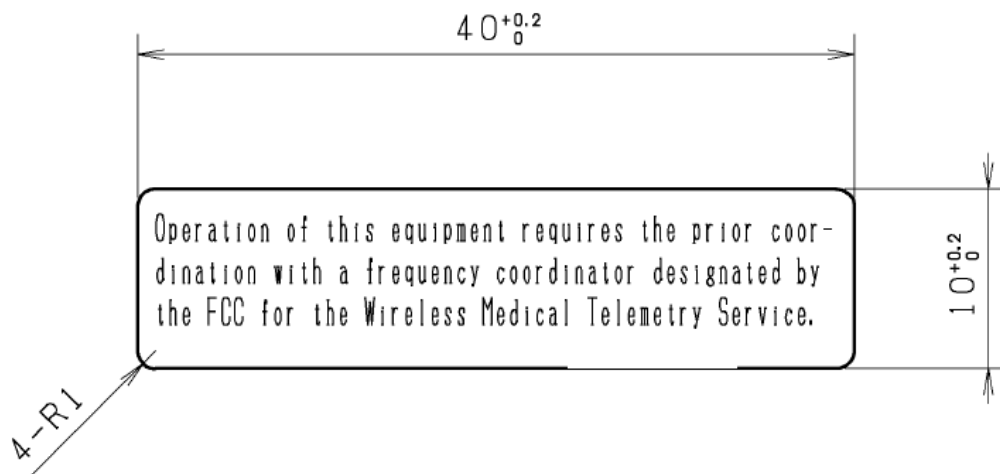 40+0.2 0
Operation of this equipment requires the prior coor-
dination with a frequency coordinator designated by
the FCC for the Wireless Medical Telemetry Service.
10+0.2 0
4-R1